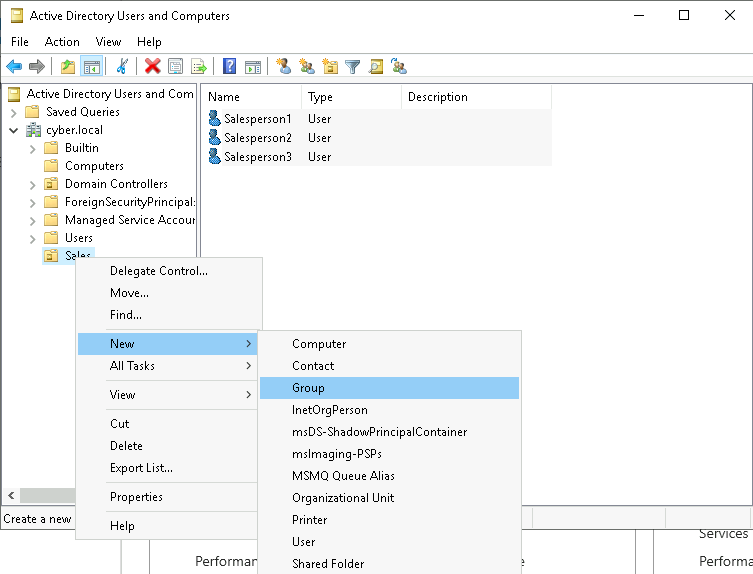 Active Directory Users and Computers
File Action View Help
Active Directory Users and Com
Saved Queries
cyber.local
Builtin
Computers
Domain Controllers
ForeignSecurityPrincipal:
Managed Service Accour
Users
Sales
Name Type Description
Salesperson1 User
Salesperson2 User
Salesperson3 User
Delegate Control...
Move...
Find...
New
All Tasks
View
Cut
Delete
Export List...
Properties
Help
Computer
Contact
Group
InetOrgPerson
msDS-ShadowPrincipalContainer
msImaging-PSPs
MSMQ Queue Alias
Organizational Unit
Printer
User
Shared Folder
Create a new
Services
Performan
Performa